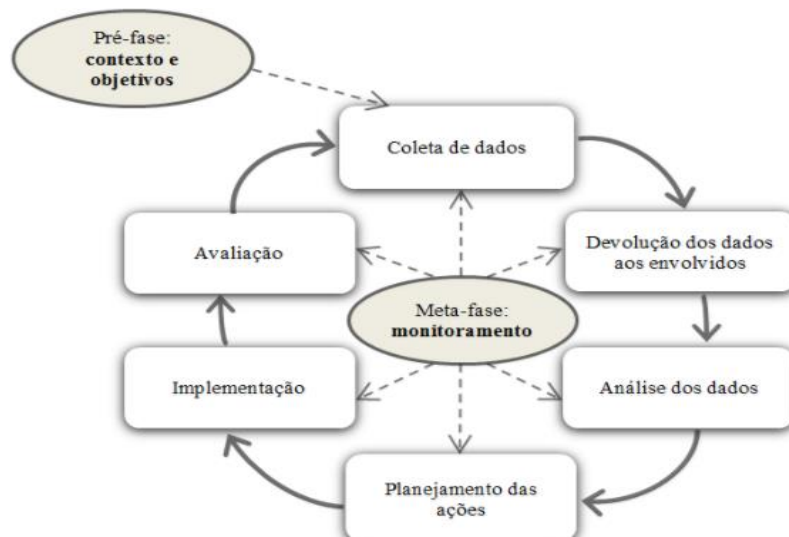 Pré-fase:
contexto e
objetivos
Coleta de dados
Devolução dos dados
aos envolvidos
Avaliação
Meta-fase:
monitoramento
Implementação
Análise dos dados
Planejamento das
ações